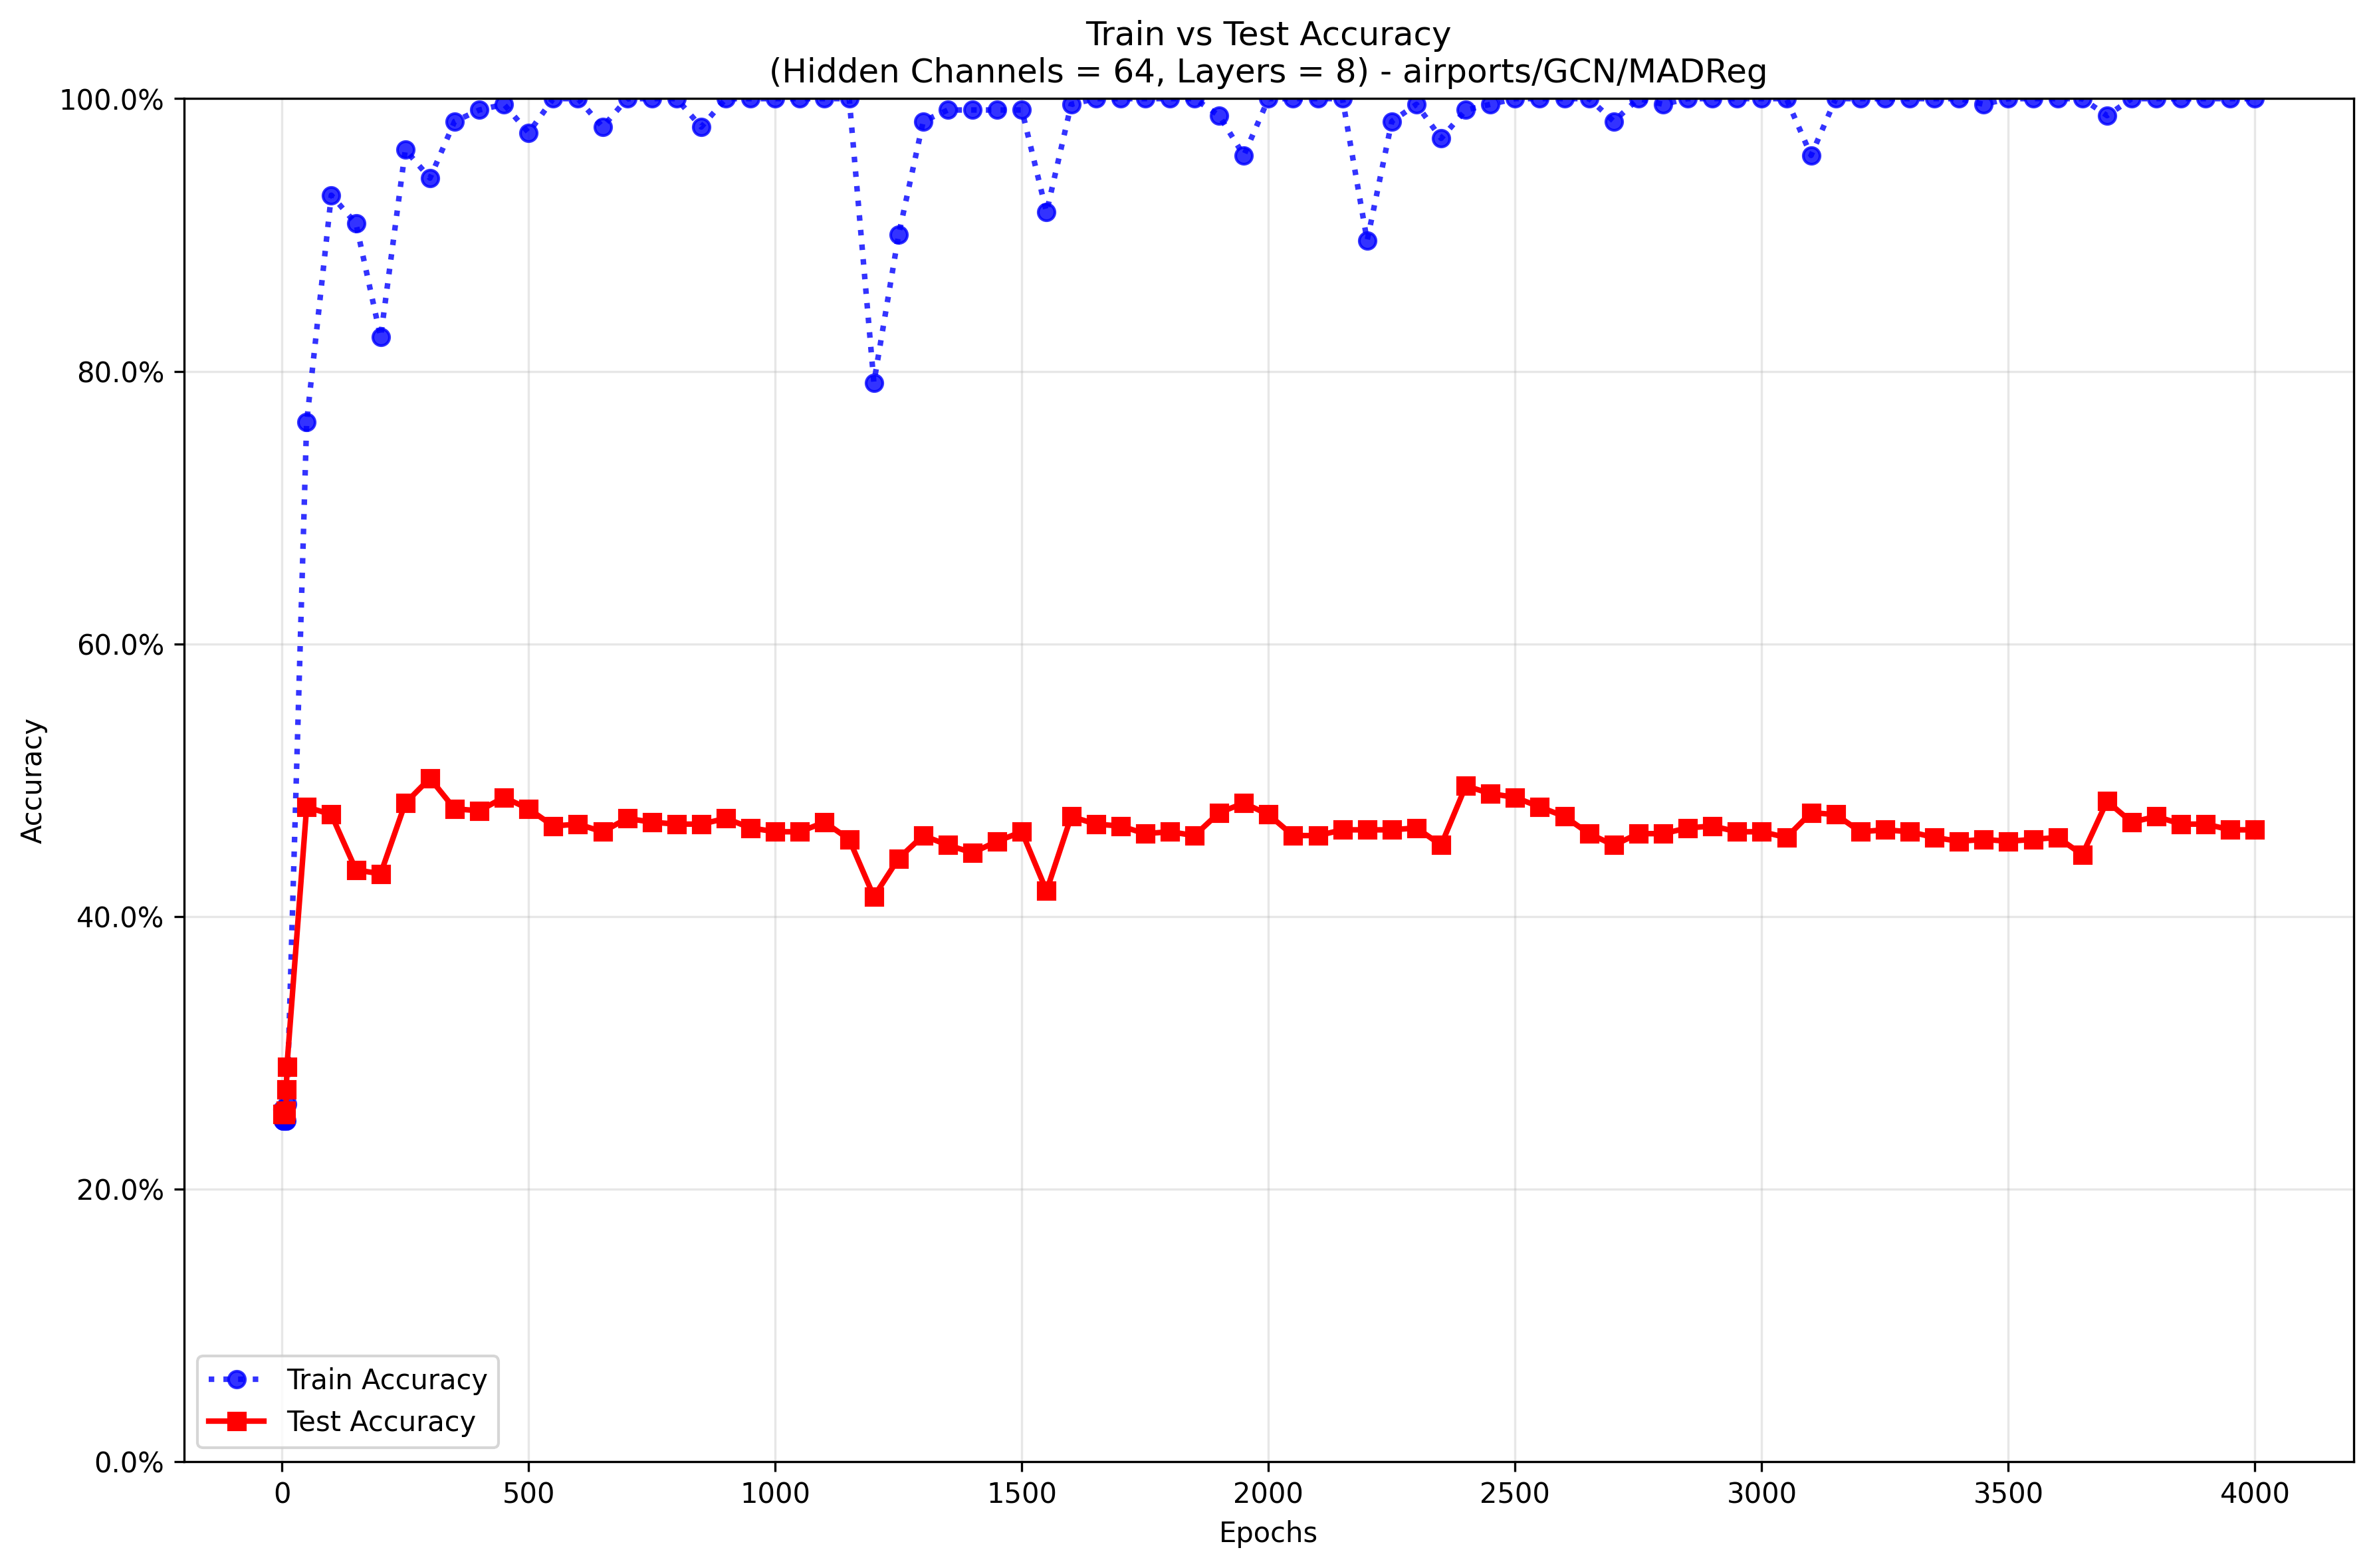 Train vs Test Accuracy
(Hidden Channels = 64, Layers = 8) - airports/GCN/MADReg
100.0%
80.0%
60.0%
40.0%
20.0%
0.0%
Accuracy
Train Accuracy
Test Accuracy
0 500 1000 1500 2000 2500 3000 3500 4000
Epochs